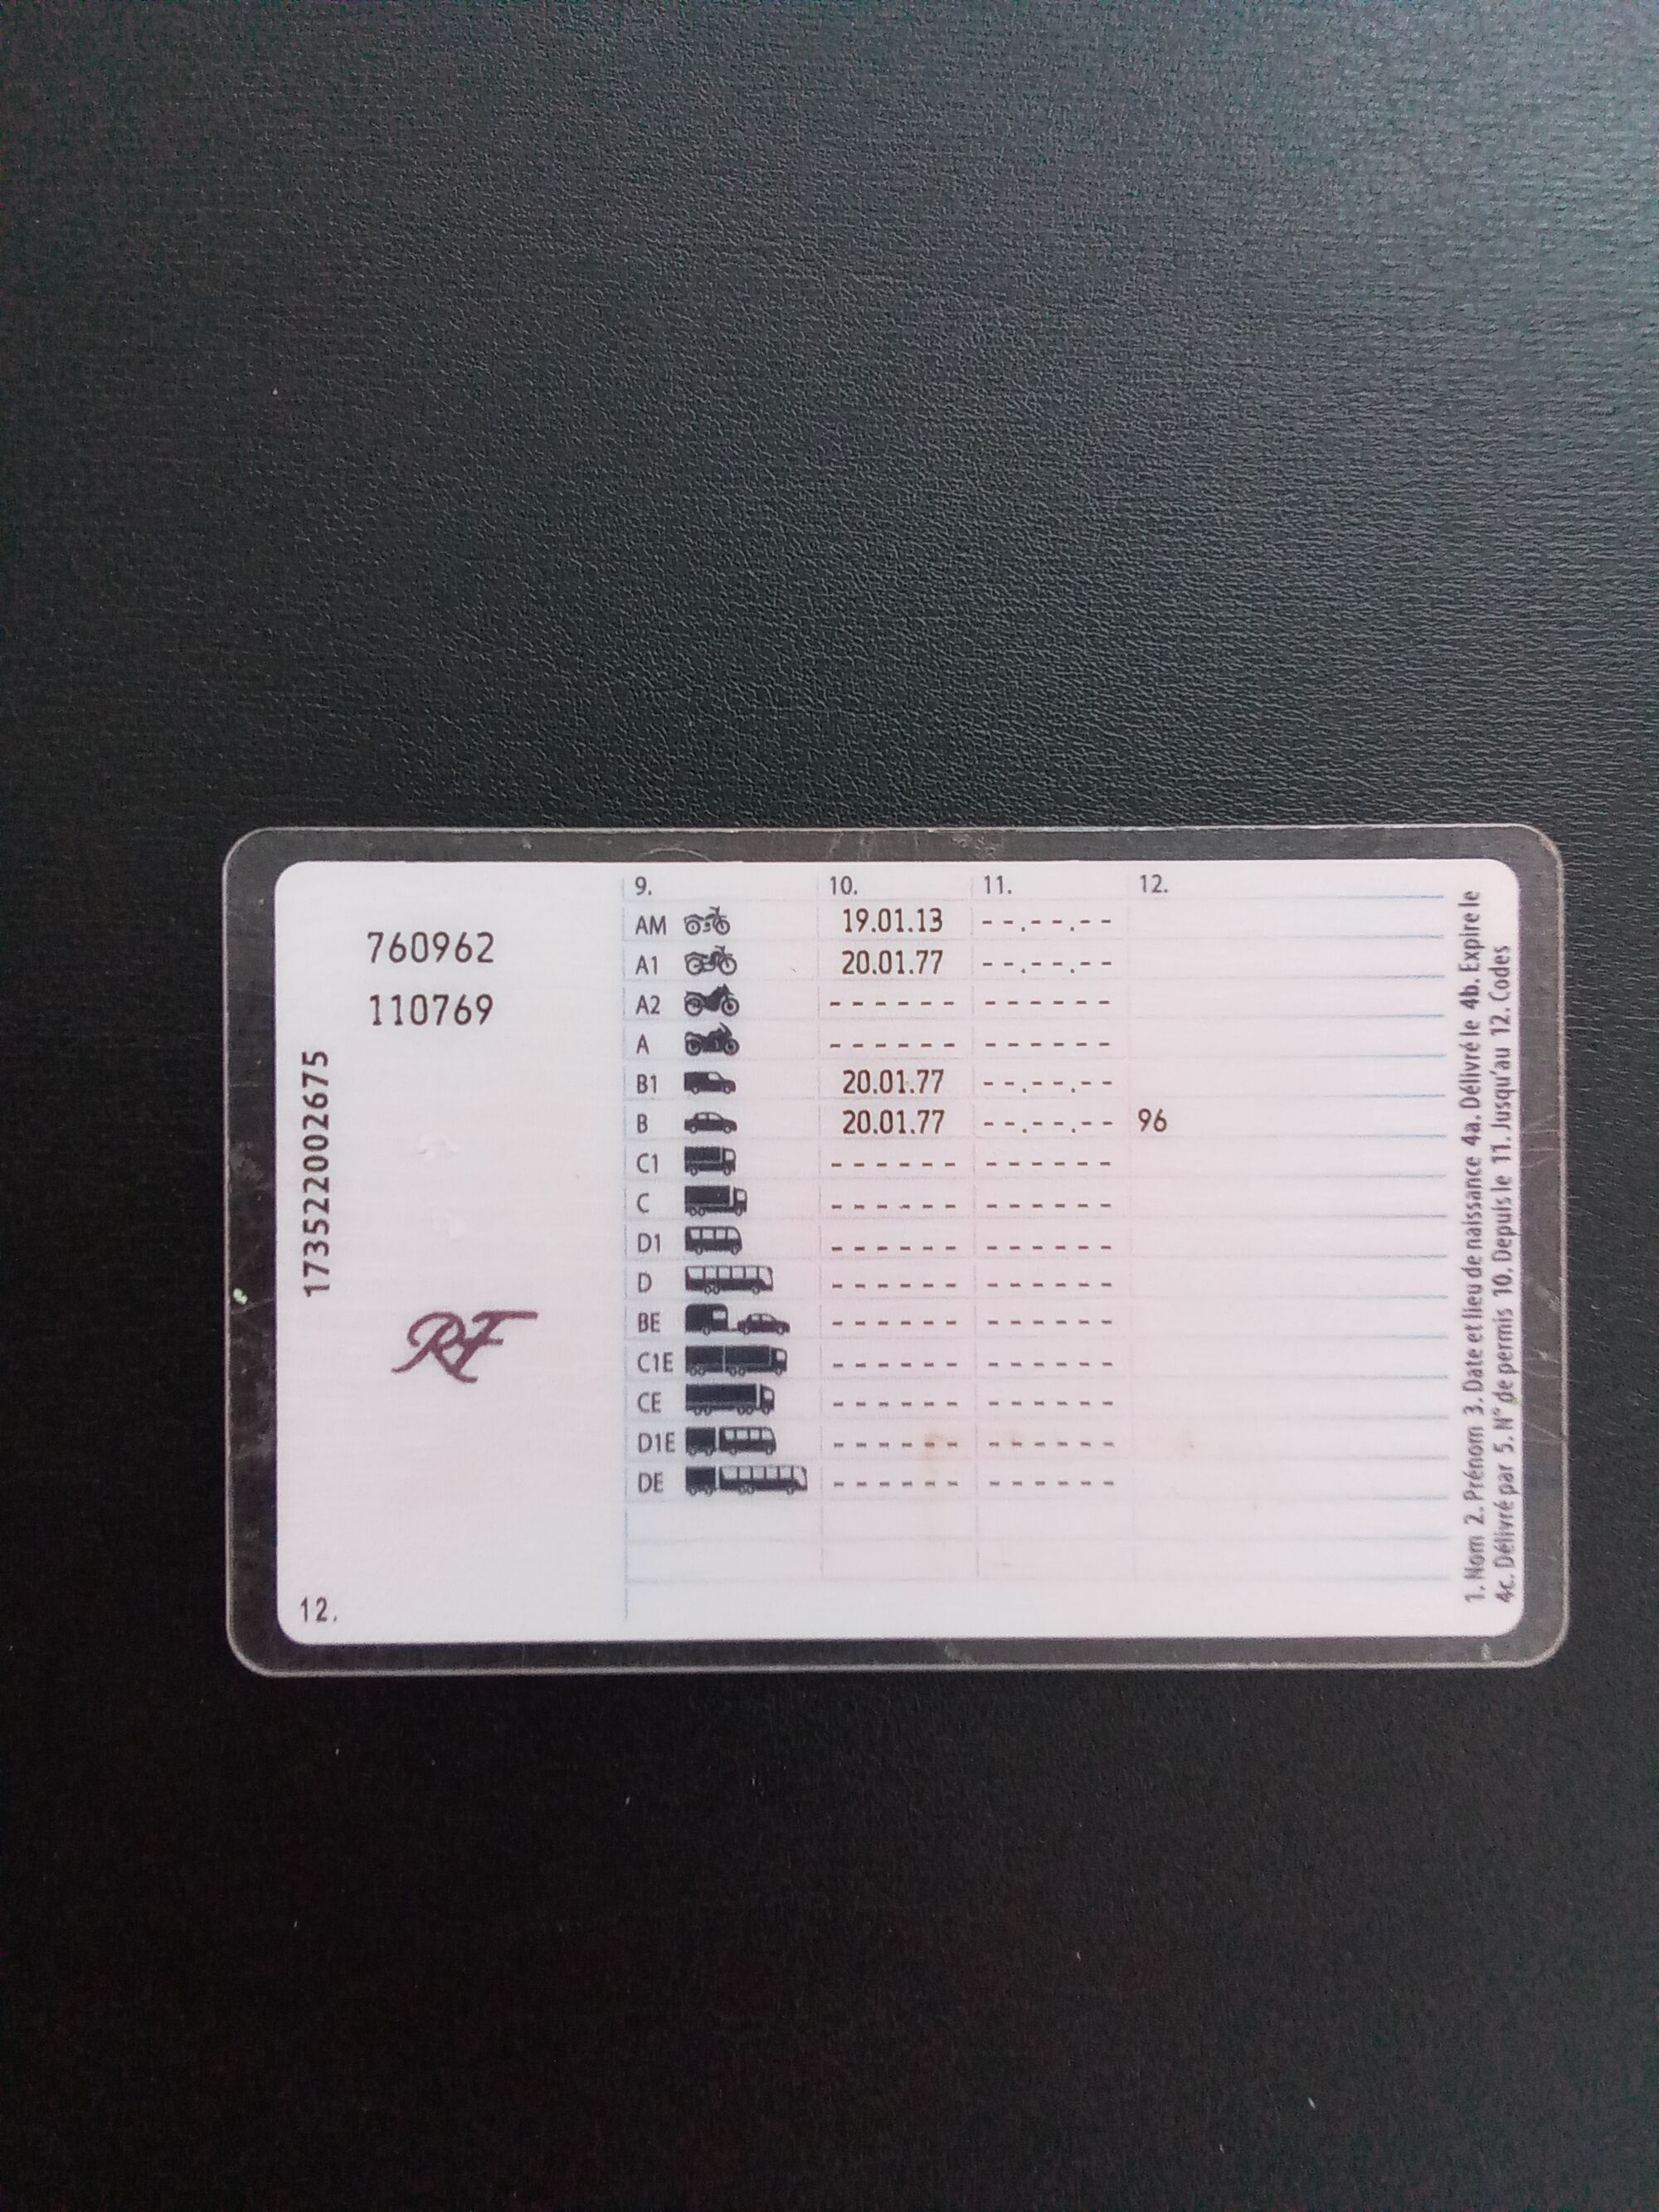 760962
110769
173522002675
RF
12.
9. 10. 11. 12.
AM 19.01.13 --.--.--
A1 20.01.77 --.--.--
A2 ------ ------
A ------ ------
B1 20.01.77 --.--.--
B 20.01.77 --.--.-- 96
C1 ------ ------
C ------ ------
D1 ------ ------
D ------ ------
BE ------ ------
C1E ------ ------
CE ------ ------
D1E ------ ------
DE ------ ------
1. Nom 2. Prénom 3. Date et lieu de naissance 4a. Délivré le 4b. Expire le
4c. Délivré par 5. N° de permis 10. Depuis le 11. Jusqu'au 12. Codes